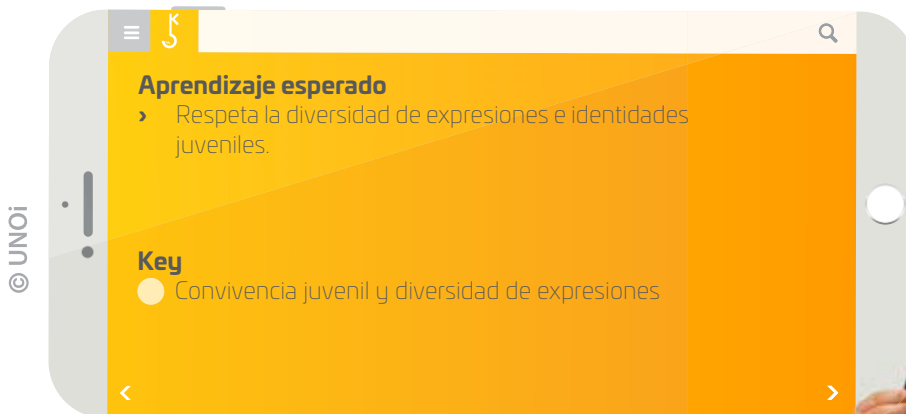 Aprendizaje esperado
› Respeta la diversidad de expresiones e identidades
juveniles.
Key
Convivencia juvenil y diversidad de expresiones
© UNOi